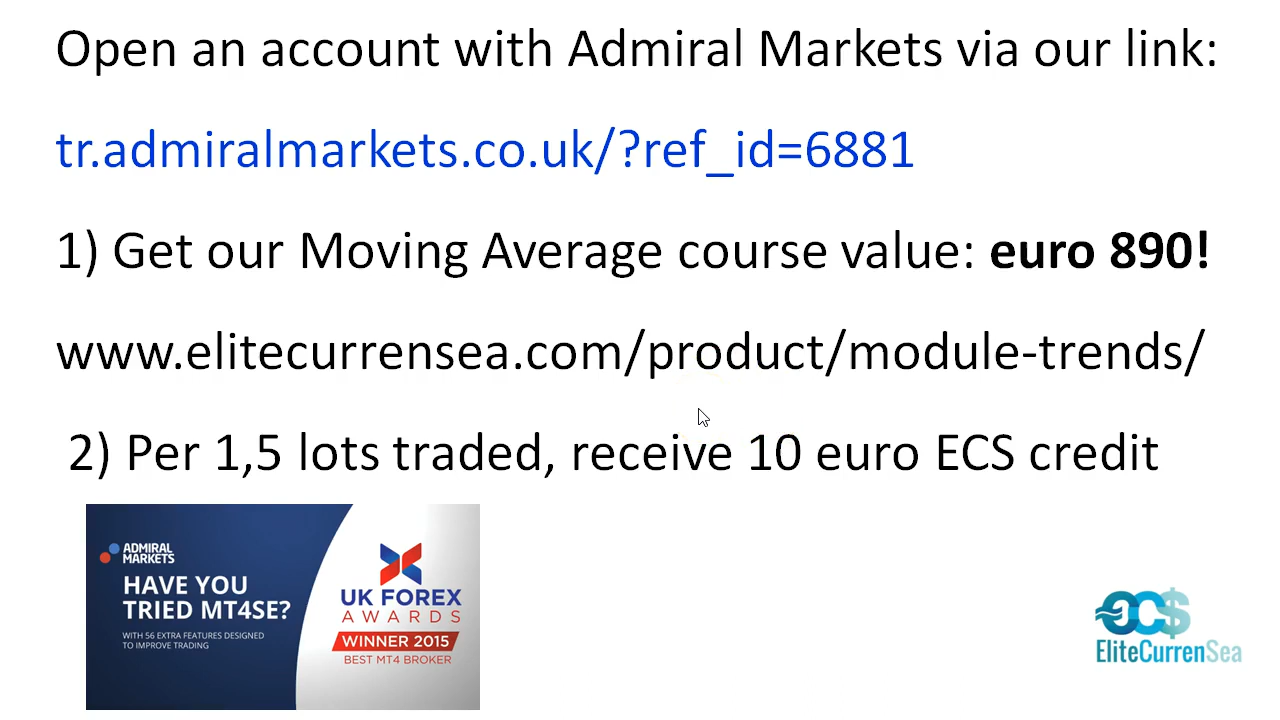 Open an account with Admiral Markets via our link:
tr.admiralmarkets.co.uk/?ref_id=6881
1) Get our Moving Average course value: euro 890!
www.elitecurrensea.com/product/module-trends/
2) Per 1,5 lots traded, receive 10 euro ECS credit
ADMIRAL
MARKETS
HAVE YOU
TRIED MT4SE?
WITH 56 EXTRA FEATURES DESIGNED
TO IMPROVE TRADING
UK FOREX
AWARDS
WINNER 2015
BEST MT4 BROKER
eC$
EliteCurrenSea